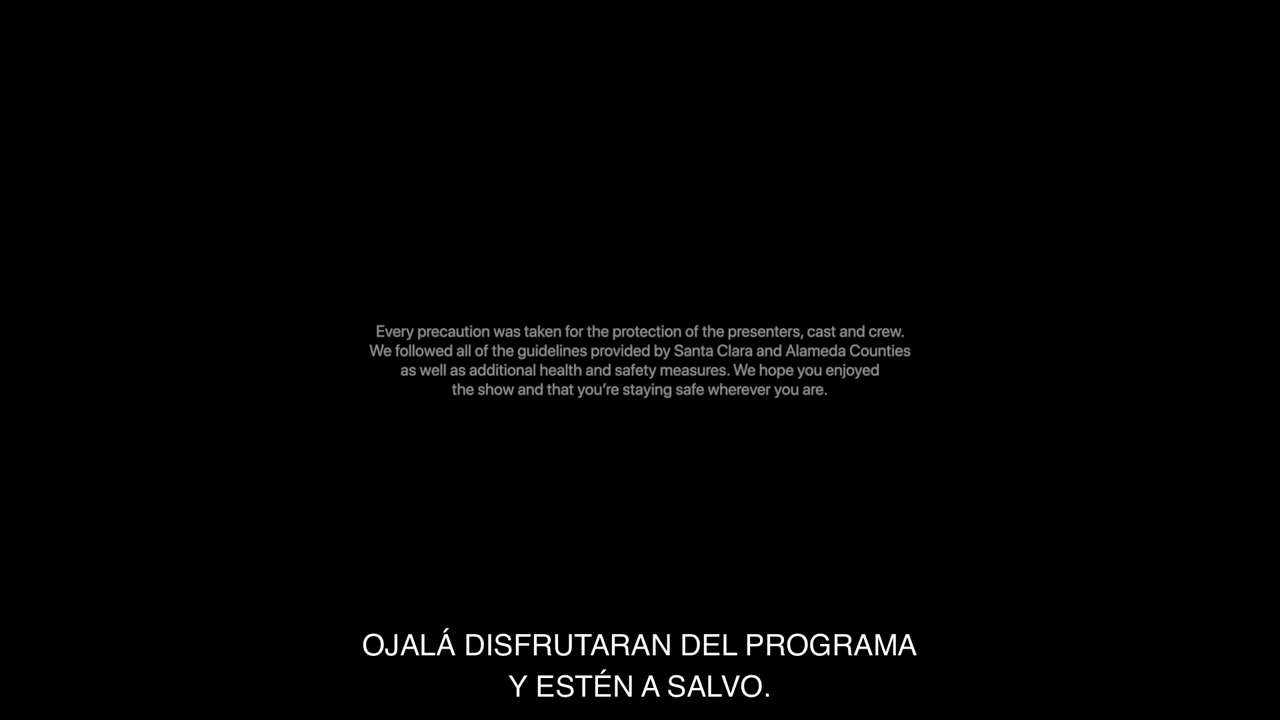 Every precaution was taken for the protection of the presenters, cast and crew.
We followed all of the guidelines provided by Santa Clara and Alameda Counties
as well as additional health and safety measures. We hope you enjoyed
the show and that you’re staying safe wherever you are.
OJALÁ DISFRUTARAN DEL PROGRAMA
Y ESTÉN A SALVO.